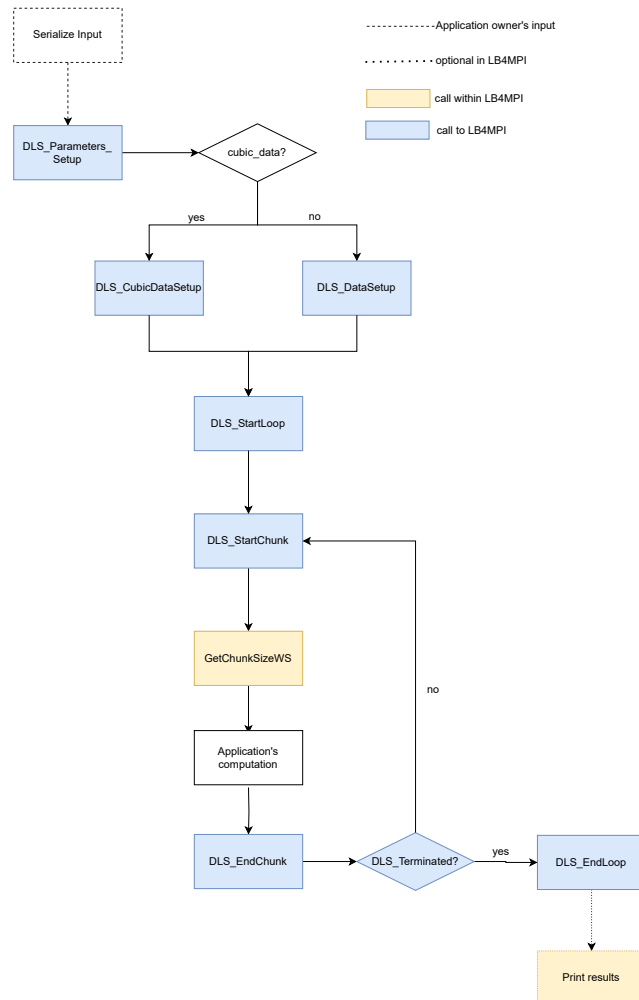 Serialize Input
Application owner's input
optional in LB4MPI
call within LB4MPI
call to LB4MPI
DLS_Parameters_
Setup
cubic_data?
yes
no
DLS_CubicDataSetup
DLS_DataSetup
DLS_StartLoop
DLS_StartChunk
GetChunkSizeWS
no
Application's
computation
DLS_EndChunk
DLS_Terminated?
yes
DLS_EndLoop
Print results